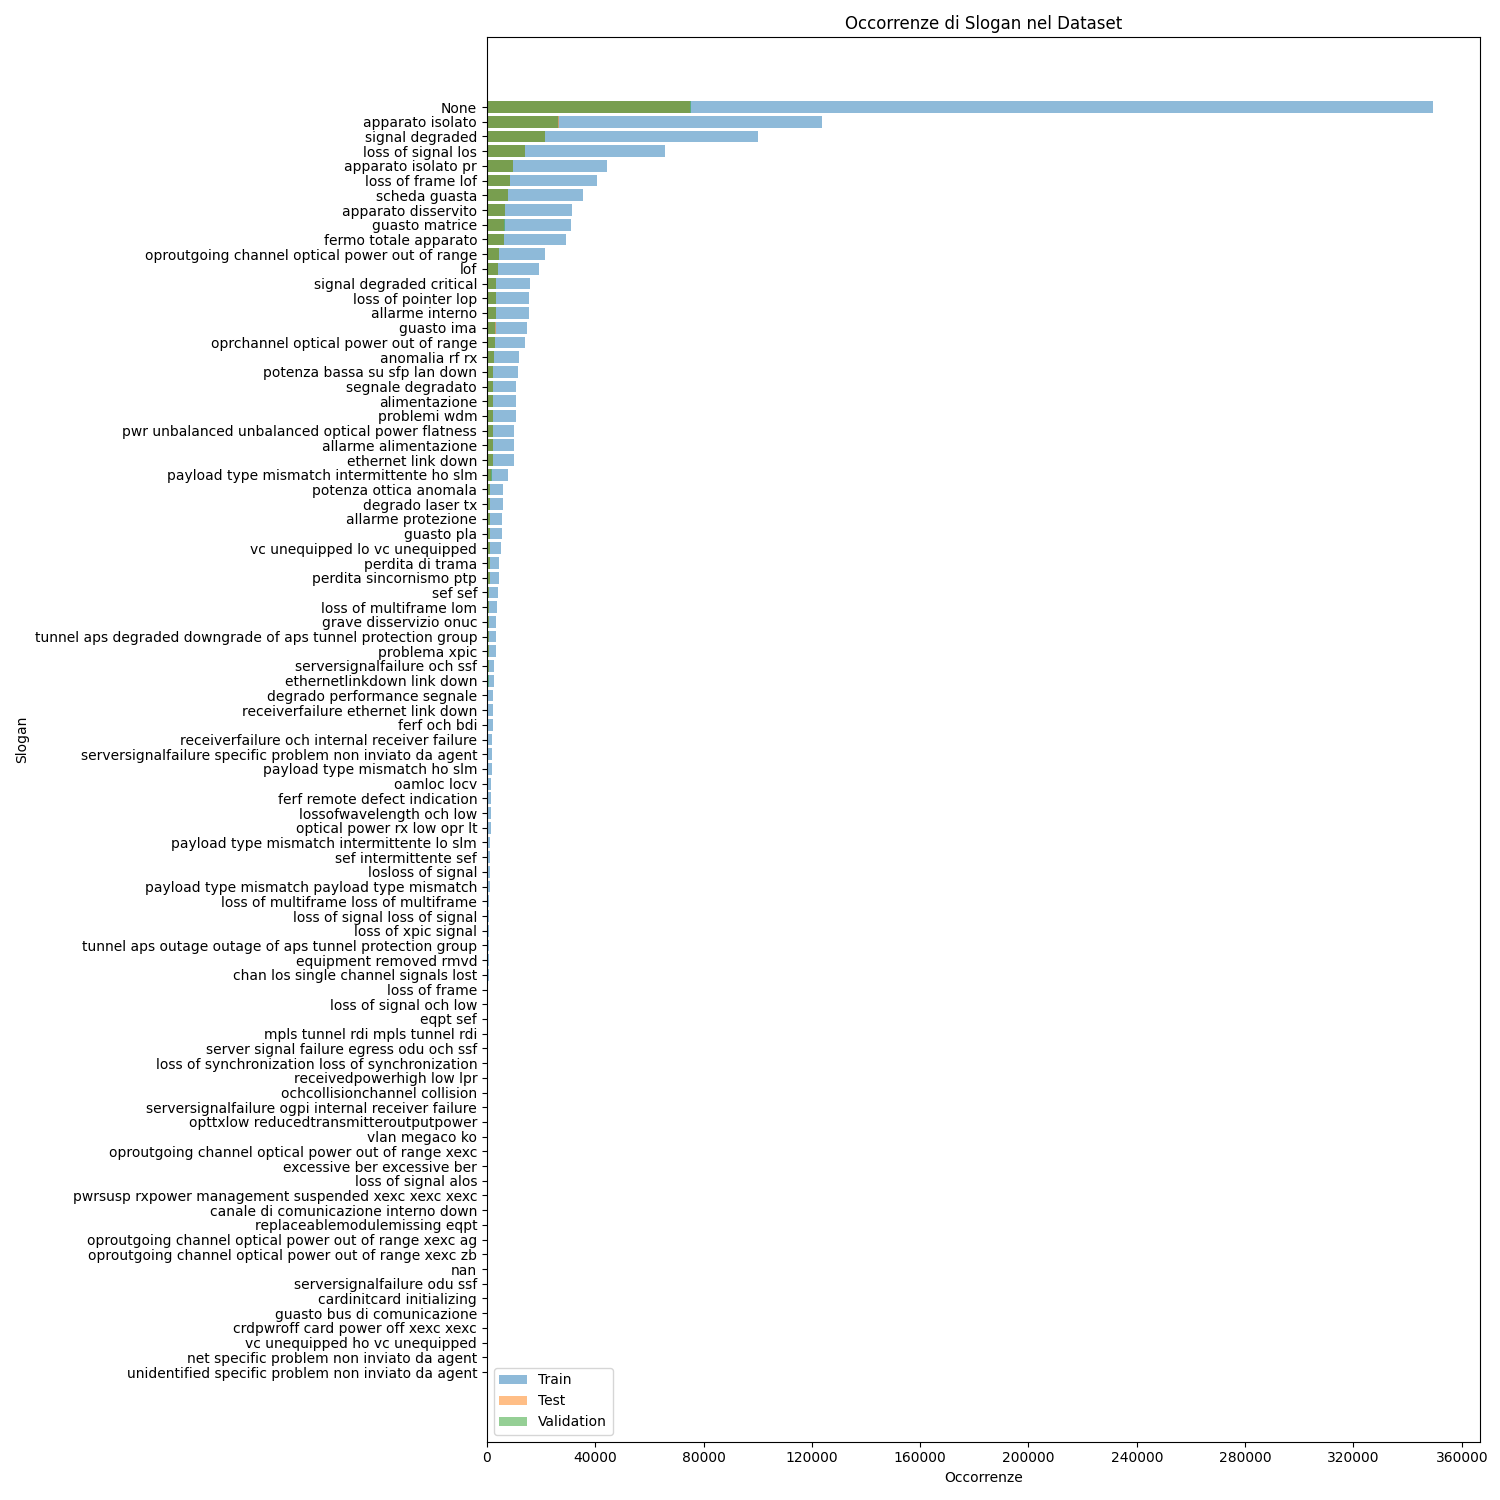 Occorrenze di Slogan nel Dataset
None
apparato isolato
signal degraded
loss of signal los
apparato isolato pr
loss of frame lof
scheda guasta
apparato disservito
guasto matrice
fermo totale apparato
oproutgoing channel optical power out of range
lof
signal degraded critical
loss of pointer lop
allarme interno
guasto ima
oprchannel optical power out of range
anomalia rf rx
potenza bassa su sfp lan down
segnale degradato
alimentazione
problemi wdm
pwr unbalanced unbalanced optical power flatness
allarme alimentazione
ethernet link down
payload type mismatch intermittente ho slm
potenza ottica anomala
degrado laser tx
allarme protezione
guasto pla
vc unequipped lo vc unequipped
perdita di trama
perdita sincornismo ptp
sef sef
loss of multiframe lom
grave disservizio onuc
tunnel aps degraded downgrade of aps tunnel protection group
problema xpic
serversignalfailure och ssf
ethernetlinkdown link down
degrado performance segnale
receiverfailure ethernet link down
ferf och bdi
receiverfailure och internal receiver failure
serversignalfailure specific problem non inviato da agent
payload type mismatch ho slm
oamloc locv
ferf remote defect indication
lossofwavelength och low
optical power rx low opr lt
payload type mismatch intermittente lo slm
sef intermittente sef
losloss of signal
payload type mismatch payload type mismatch
loss of multiframe loss of multiframe
loss of signal loss of signal
loss of xpic signal
tunnel aps outage outage of aps tunnel protection group
equipment removed rmvd
chan los single channel signals lost
loss of frame
loss of signal och low
eqpt sef
mpls tunnel rdi mpls tunnel rdi
server signal failure egress odu och ssf
loss of synchronization loss of synchronization
receivedpowerhigh low lpr
ochcollisionchannel collision
serversignalfailure ogpi internal receiver failure
opttxlow reducedtransmitteroutputpower
vlan megaco ko
oproutgoing channel optical power out of range xexc
excessive ber excessive ber
loss of signal alos
pwrsusp rxpower management suspended xexc xexc xexc
canale di comunicazione interno down
replaceablemodulemissing eqpt
oproutgoing channel optical power out of range xexc ag
oproutgoing channel optical power out of range xexc zb
nan
serversignalfailure odu ssf
cardinitcard initializing
guasto bus di comunicazione
crdpwroff card power off xexc xexc
vc unequipped ho vc unequipped
net specific problem non inviato da agent
unidentified specific problem non inviato da agent
Slogan
Train
Test
Validation
0 40000 80000 120000 160000 200000 240000 280000 320000 360000
Occorrenze